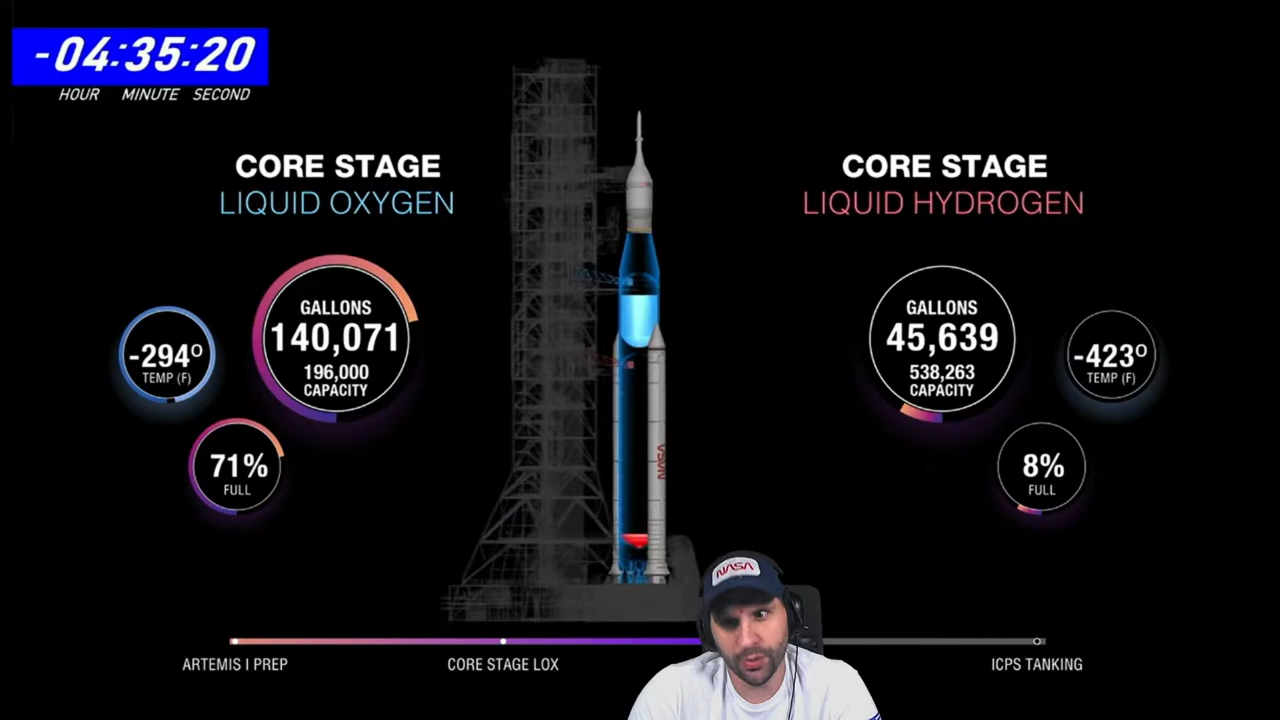 -04:35:20
HOUR MINUTE SECOND
CORE STAGE
LIQUID OXYGEN
GALLONS
140,071
196,000
CAPACITY
-294º
TEMP (F)
71%
FULL
CORE STAGE
LIQUID HYDROGEN
GALLONS
45,639
538,263
CAPACITY
-423º
TEMP (F)
8%
FULL
NASA
NASA
ARTEMIS I PREP
CORE STAGE LOX
ICPS TANKING